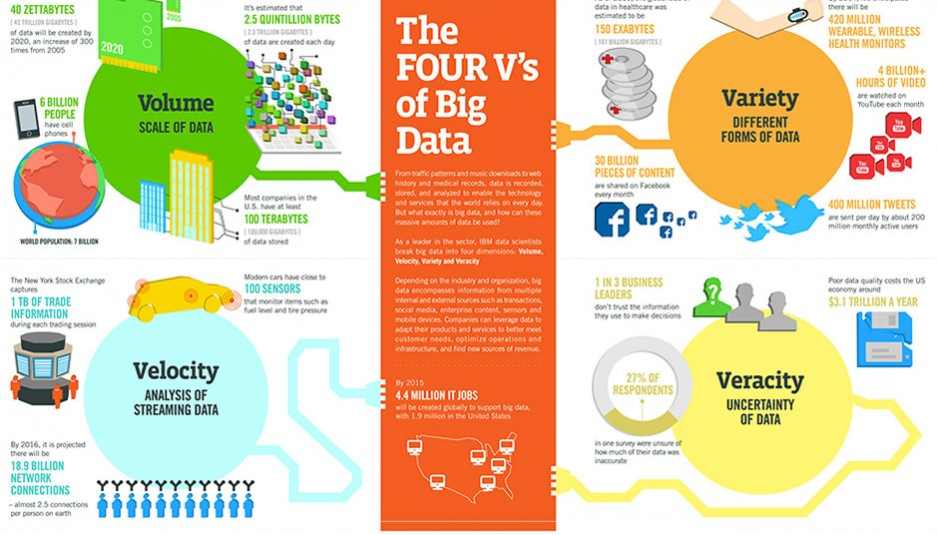 40 ZETTABYTES
[ 43 TRILLION GIGABYTES ]
of data will be created by
2020, an increase of 300
times from 2005
2005
2020
It's estimated that
2.5 QUINTILLION BYTES
[ 2.3 TRILLION GIGABYTES ]
of data are created each day
6 BILLION
PEOPLE
have cell
phones
Volume
SCALE OF DATA
WORLD POPULATION: 7 BILLION
Most companies in the
U.S. have at least
100 TERABYTES
[ 100,000 GIGABYTES ]
of data stored
The New York Stock Exchange
captures
1 TB OF TRADE
INFORMATION
during each trading session
Modern cars have close to
100 SENSORS
that monitor items such as
fuel level and tire pressure
Velocity
ANALYSIS OF
STREAMING DATA
By 2016, it is projected
there will be
18.9 BILLION
NETWORK
CONNECTIONS
– almost 2.5 connections
per person on earth
The
FOUR V's
of Big
Data
From traffic patterns and music downloads to web
history and medical records, data is recorded,
stored, and analyzed to enable the technology
and services that the world relies on every day.
But what exactly is big data, and how can these
massive amounts of data be used?
As a leader in the sector, IBM data scientists
break big data into four dimensions: Volume,
Velocity, Variety and Veracity
Depending on the industry and organization, big
data encompasses information from multiple
internal and external sources such as transactions,
social media, enterprise content, sensors and
mobile devices. Companies can leverage data to
adapt their products and services to better meet
customer needs, optimize operations and
infrastructure, and find new sources of revenue.
By 2015
4.4 MILLION IT JOBS
will be created globally to support big data,
with 1.9 million in the United States
data in healthcare was
estimated to be
150 EXABYTES
[ 161 BILLION GIGABYTES ]
there will be
420 MILLION
WEARABLE, WIRELESS
HEALTH MONITORS
Variety
DIFFERENT
FORMS OF DATA
4 BILLION+
HOURS OF VIDEO
are watched on
YouTube each month
You Tube
You Tube
You Tube
You Tube
30 BILLION
PIECES OF CONTENT
are shared on Facebook
every month
400 MILLION TWEETS
are sent per day by about 200
million monthly active users
1 IN 3 BUSINESS
LEADERS
don't trust the information
they use to make decisions
?
Poor data quality costs the US
economy around
$3.1 TRILLION A YEAR
27% OF
RESPONDENTS
in one survey were unsure of
how much of their data was
inaccurate
Veracity
UNCERTAINTY
OF DATA